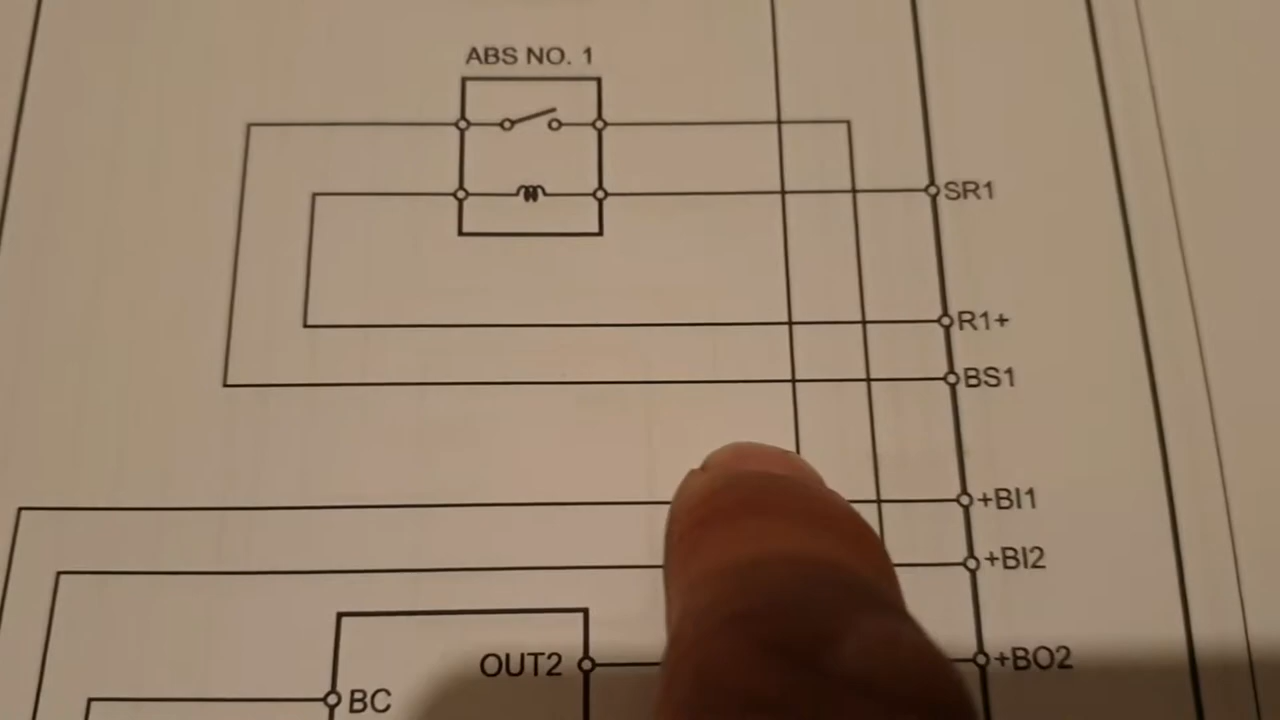 ABS NO. 1
SR1
R1+
BS1
+BI1
+BI2
OUT2
+BO2
BC